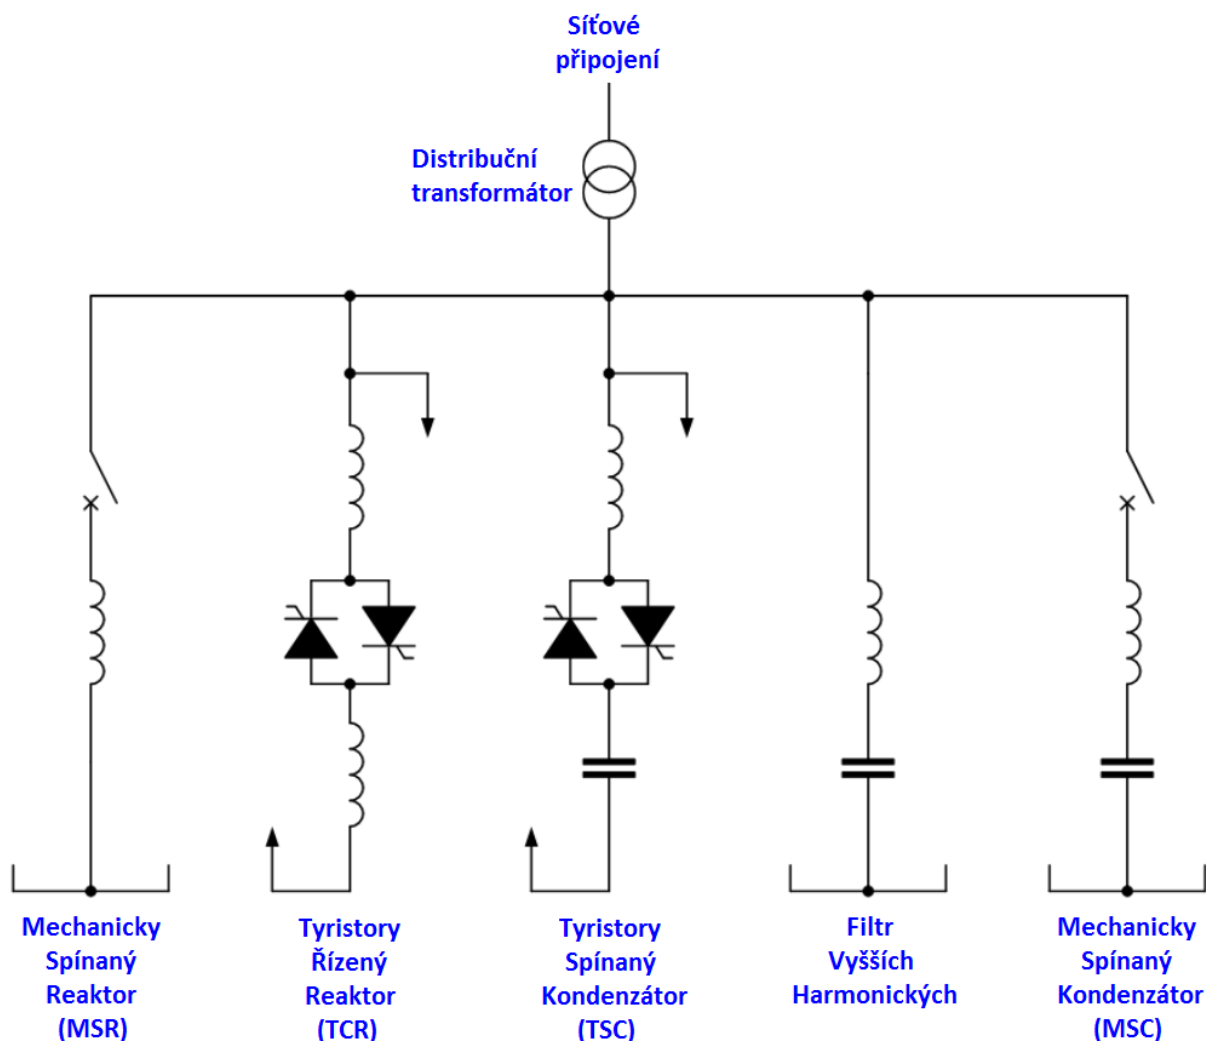 Síťové
připojení
Distribuční
transformátor
Mechanicky
Spínaný
Reaktor
(MSR)
Tyristory
Řízený
Reaktor
(TCR)
Tyristory
Spínaný
Kondenzátor
(TSC)
Filtr
Vyšších
Harmonických
Mechanicky
Spínaný
Kondenzátor
(MSC)